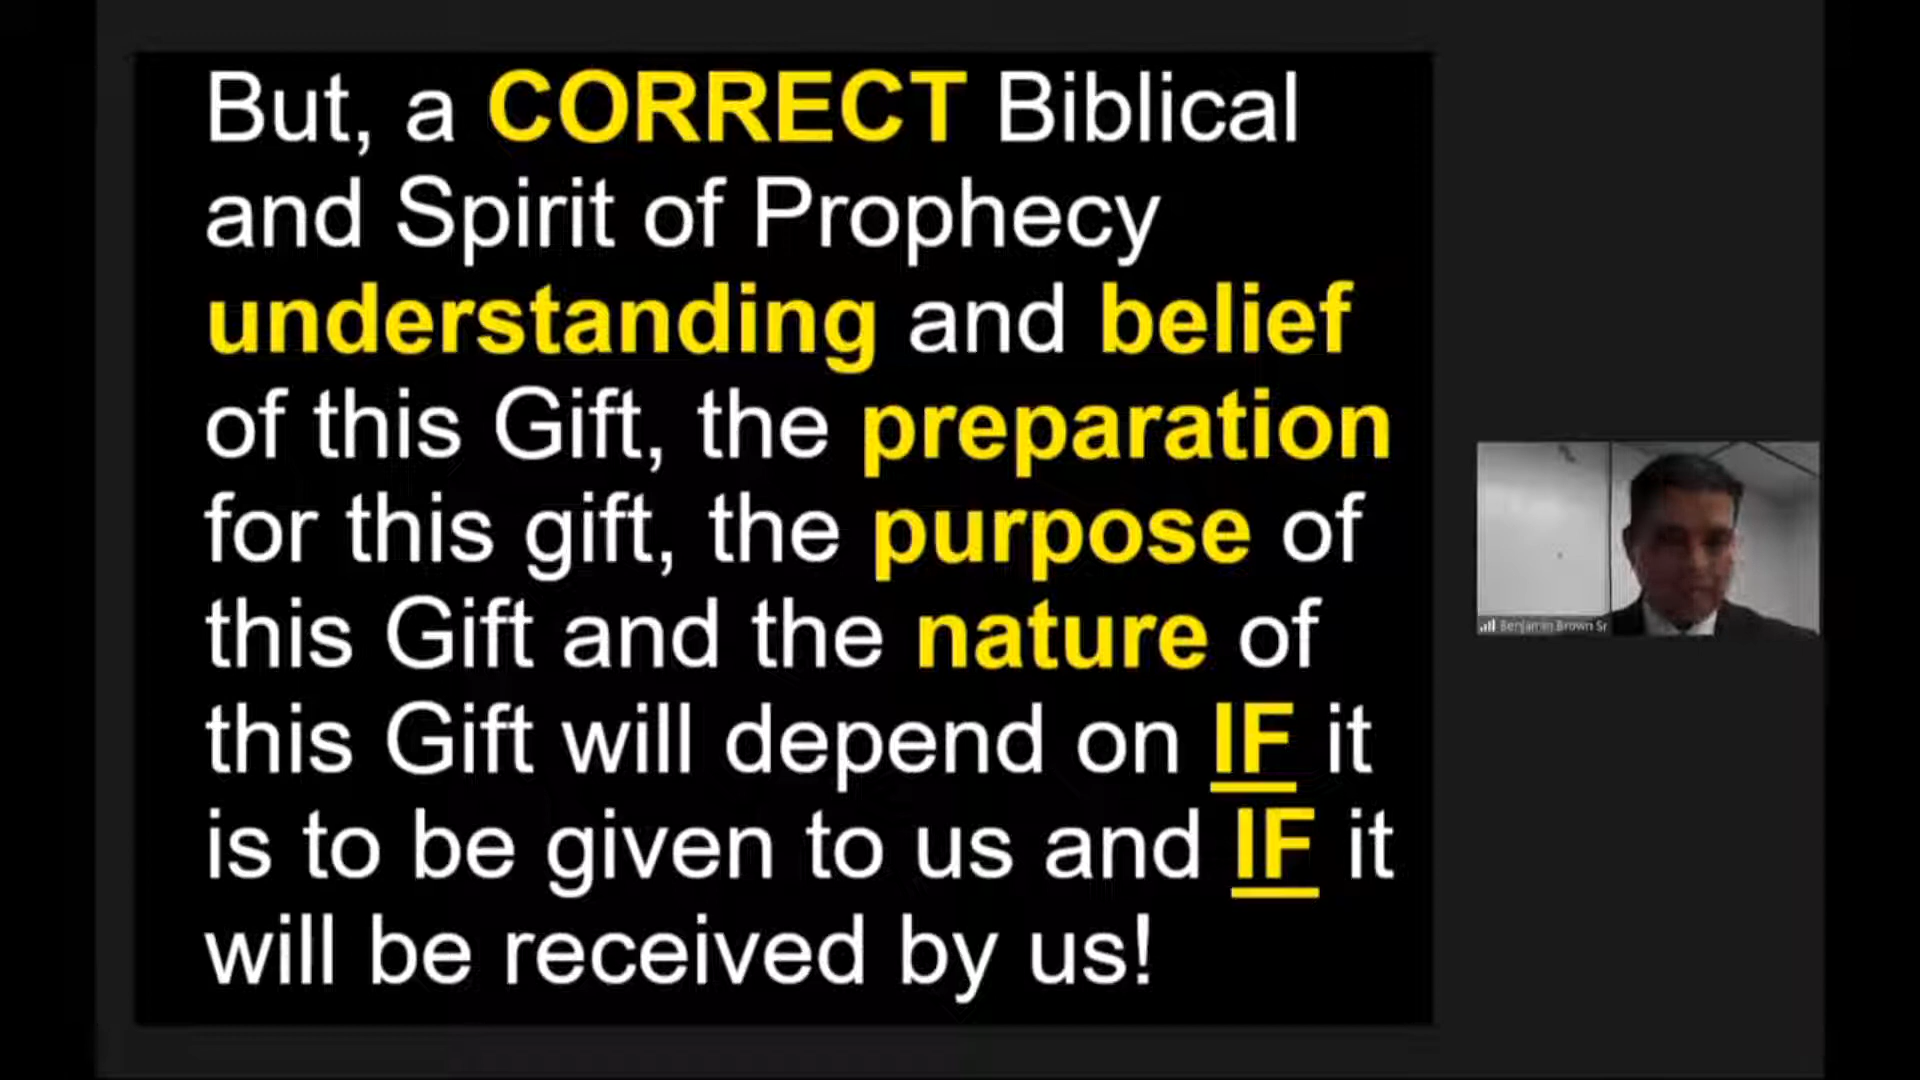 But, a CORRECT Biblical
and Spirit of Prophecy
understanding and belief
of this Gift, the preparation
for this gift, the purpose of
this Gift and the nature of
this Gift will depend on IF it
is to be given to us and IF it
will be received by us!
Benjamin Brown Sr